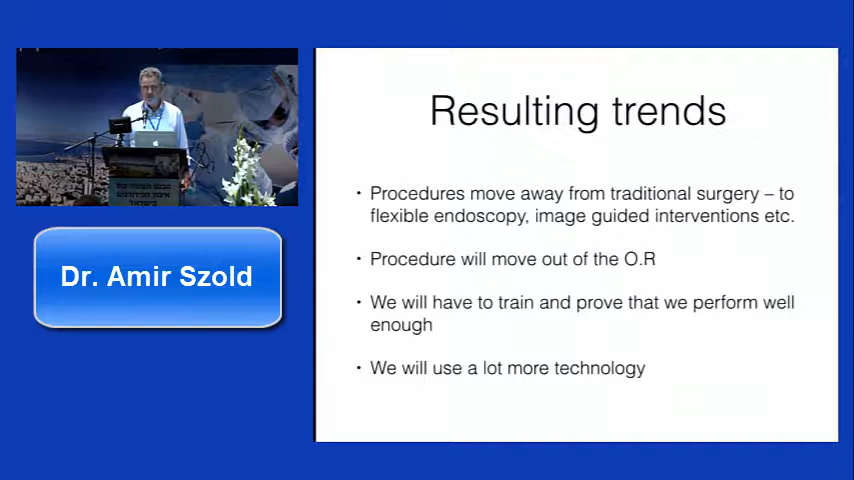 Resulting trends
• Procedures move away from traditional surgery – to
flexible endoscopy, image guided interventions etc.
• Procedure will move out of the O.R
• We will have to train and prove that we perform well
enough
• We will use a lot more technology
Dr. Amir Szold